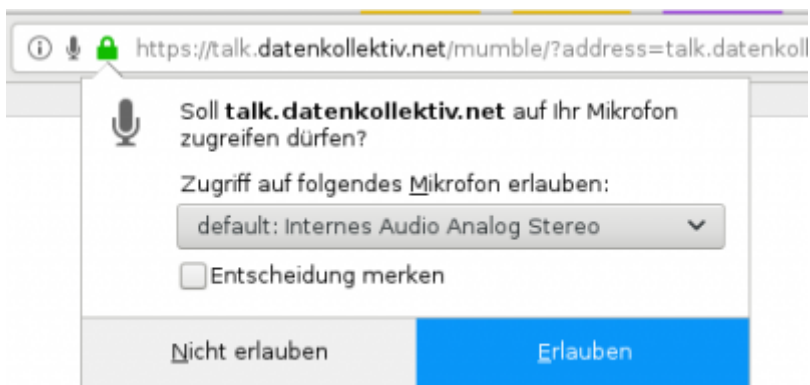 https://talk.datenkollektiv.net/mumble/?address=talk.datenkoll
Soll talk.datenkollektiv.net auf Ihr Mikrofon
zugreifen dürfen?
Zugriff auf folgendes Mikrofon erlauben:
default: Internes Audio Analog Stereo
Entscheidung merken
Nicht erlauben
Erlauben